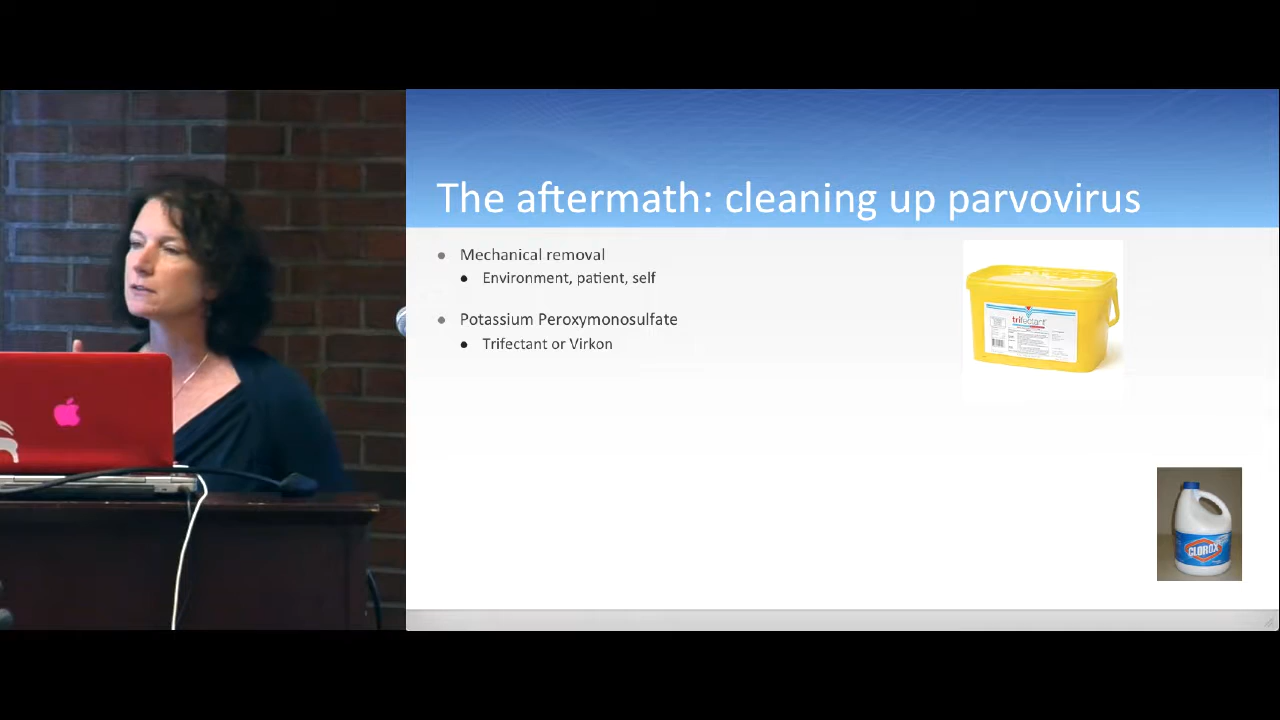 The aftermath: cleaning up parvovirus
Mechanical removal
Environment, patient, self
Potassium Peroxymonosulfate
Trifectant or Virkon
trifectant
CLOROX